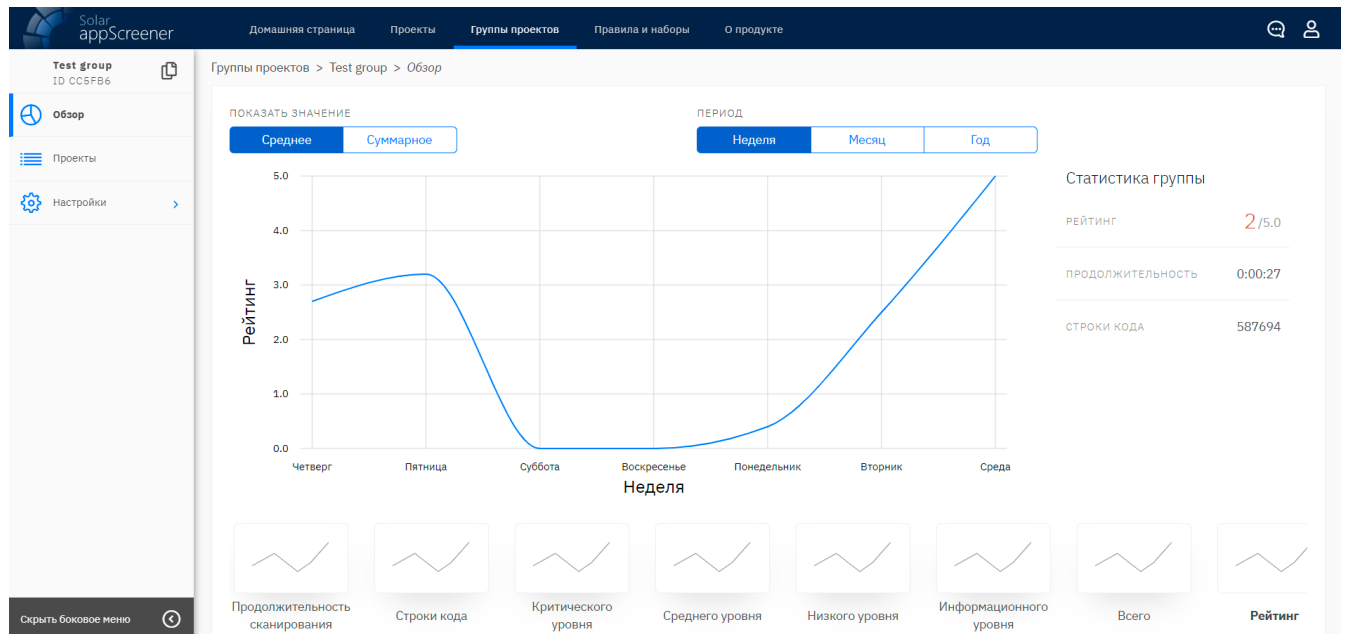 Solar
appScreener
Домашняя страница
Проекты
Группы проектов
Правила и наборы
О продукте
Test group
ID CC5FB6
Обзор
Проекты
Настройки
Скрыть боковое меню
Группы проектов > Test group > Обзор
ПОКАЗАТЬ ЗНАЧЕНИЕ
Среднее
Суммарное
ПЕРИОД
Неделя
Месяц
Год
5.0
4.0
3.0
2.0
1.0
0.0
Рейтинг
Четверг
Пятница
Суббота
Воскресенье
Понедельник
Вторник
Среда
Неделя
Статистика группы
РЕЙТИНГ
2/5.0
ПРОДОЛЖИТЕЛЬНОСТЬ
0:00:27
СТРОКИ КОДА
587694
Продолжительность
сканирования
Строки кода
Критического
уровня
Среднего уровня
Низкого уровня
Информационного
уровня
Всего
Рейтинг